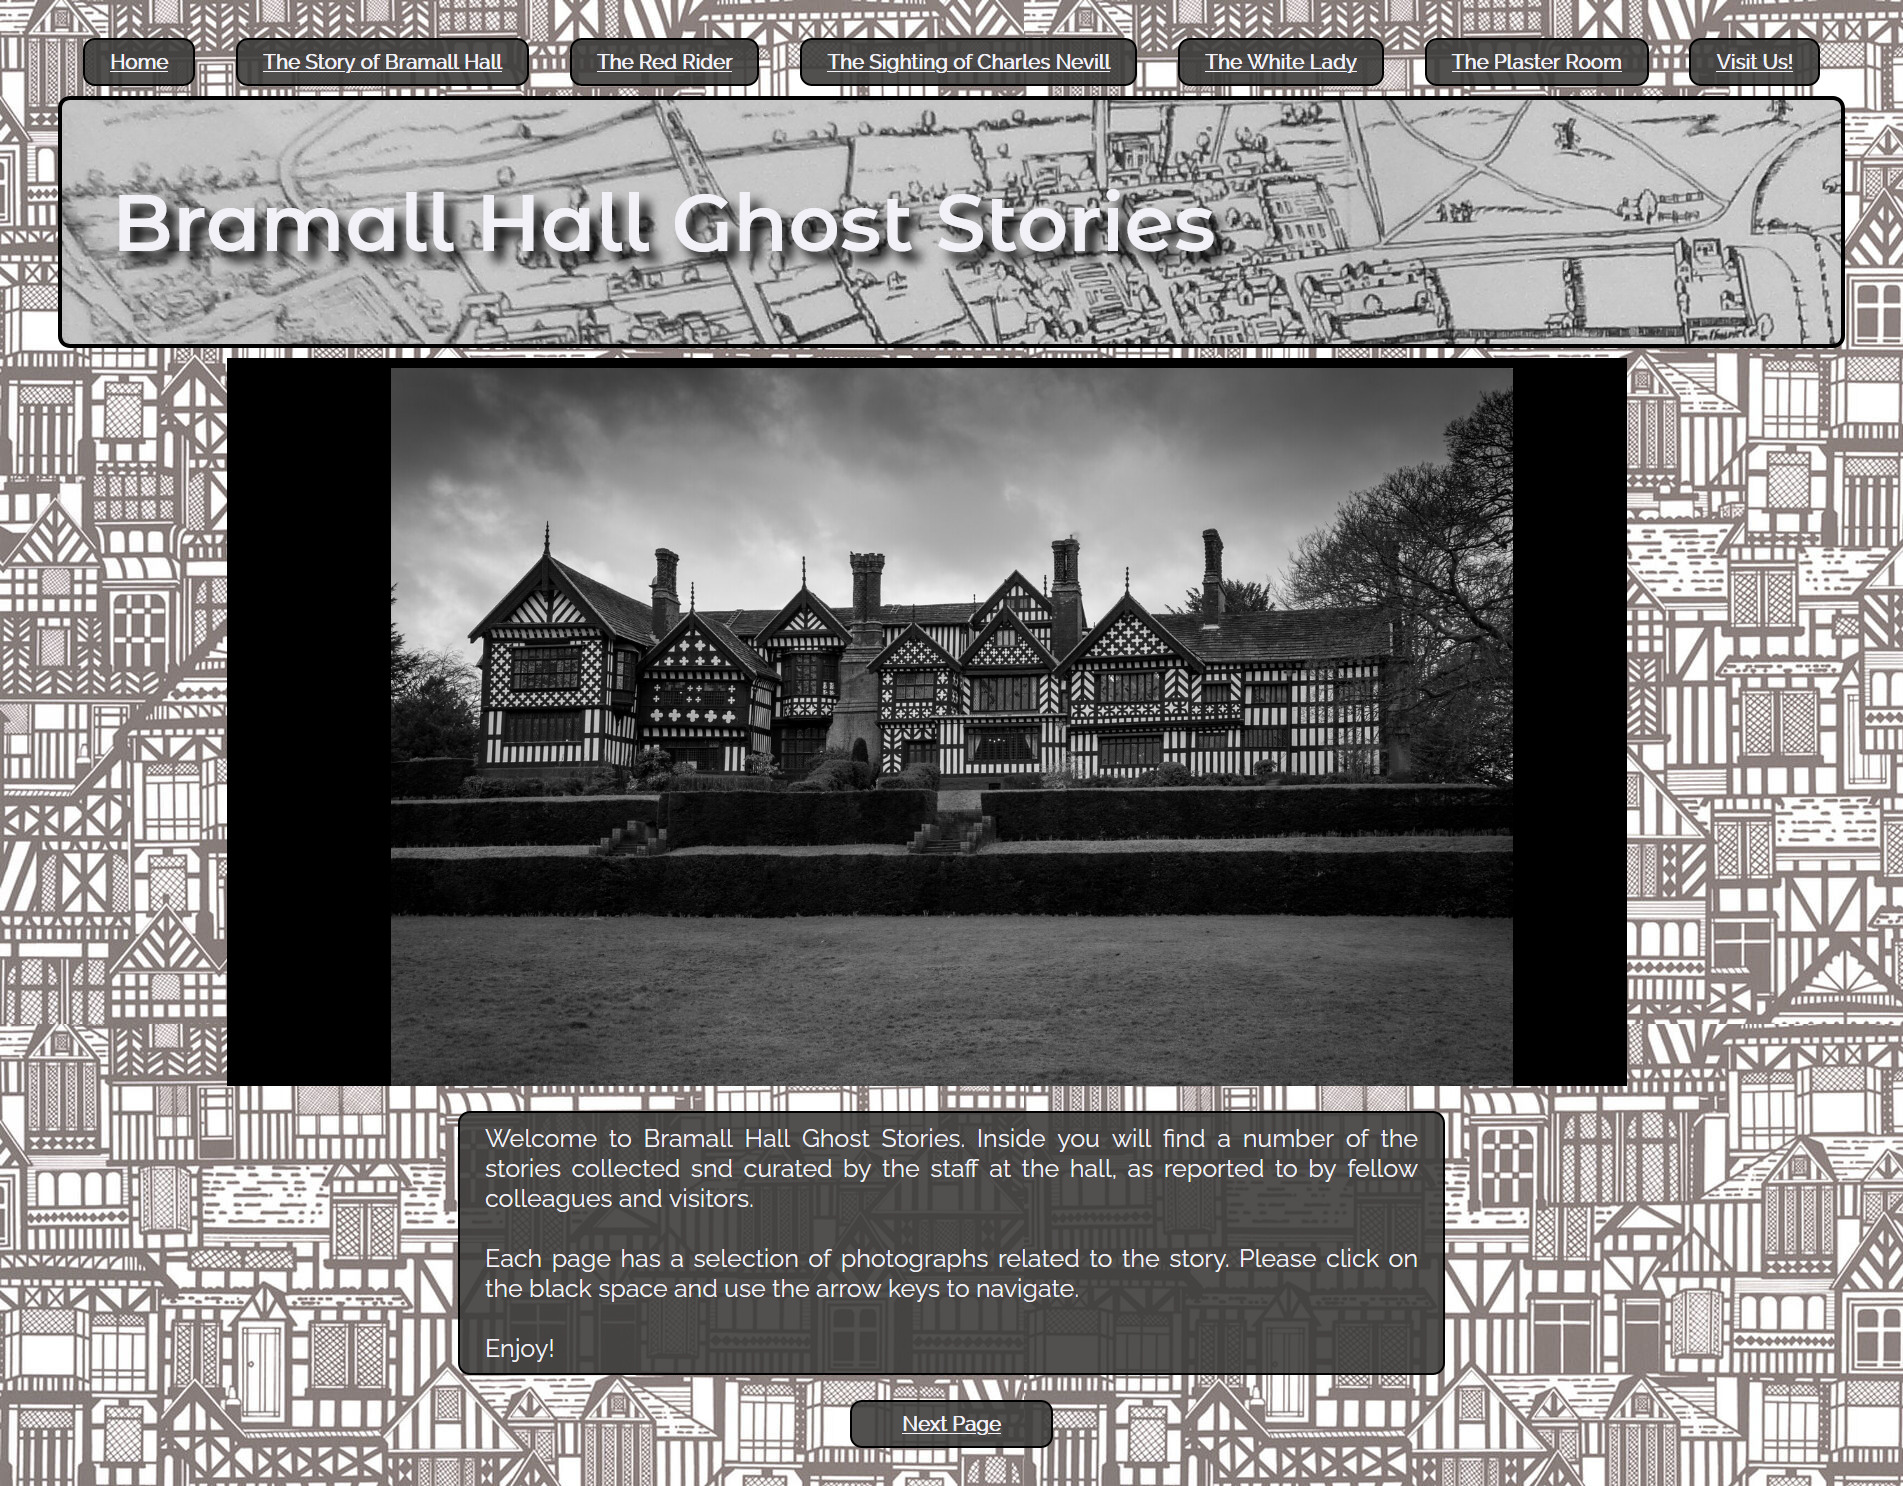 Home
The Story of Bramall Hall
The Red Rider
The Sighting of Charles Nevill
The White Lady
The Plaster Room
Visit Us!
Bramall Hall Ghost Stories
Welcome to Bramall Hall Ghost Stories. Inside you will find a number of the
stories collected snd curated by the staff at the hall, as reported to by fellow
colleagues and visitors.
Each page has a selection of photographs related to the story. Please click on
the black space and use the arrow keys to navigate.
Enjoy!
Next Page